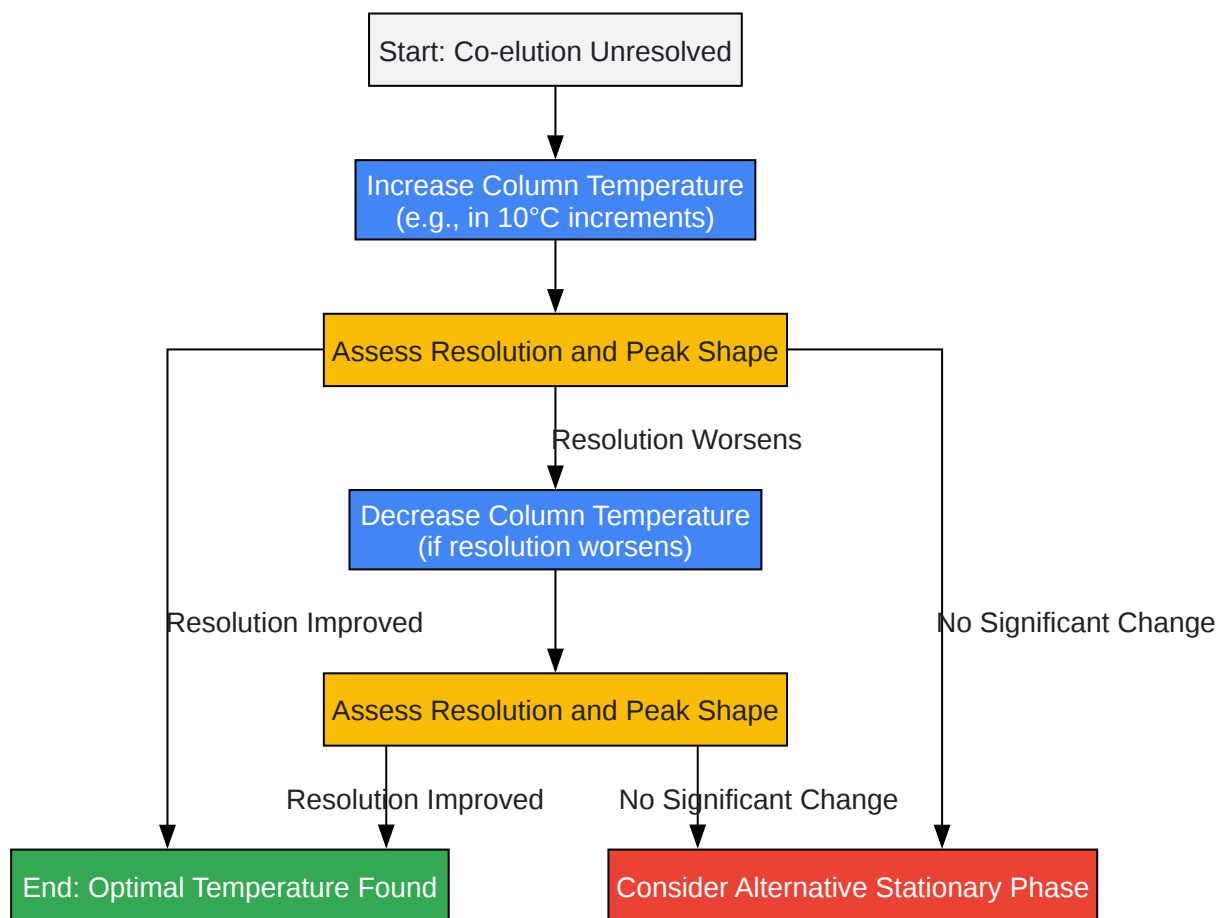 Start: Co-elution Unresolved
Increase Column Temperature
(e.g., in 10°C increments)
Assess Resolution and Peak Shape
Resolution Worsens
Decrease Column Temperature
(if resolution worsens)
Resolution Improved
No Significant Change
Assess Resolution and Peak Shape
Resolution Improved
No Significant Change
End: Optimal Temperature Found
Consider Alternative Stationary Phase